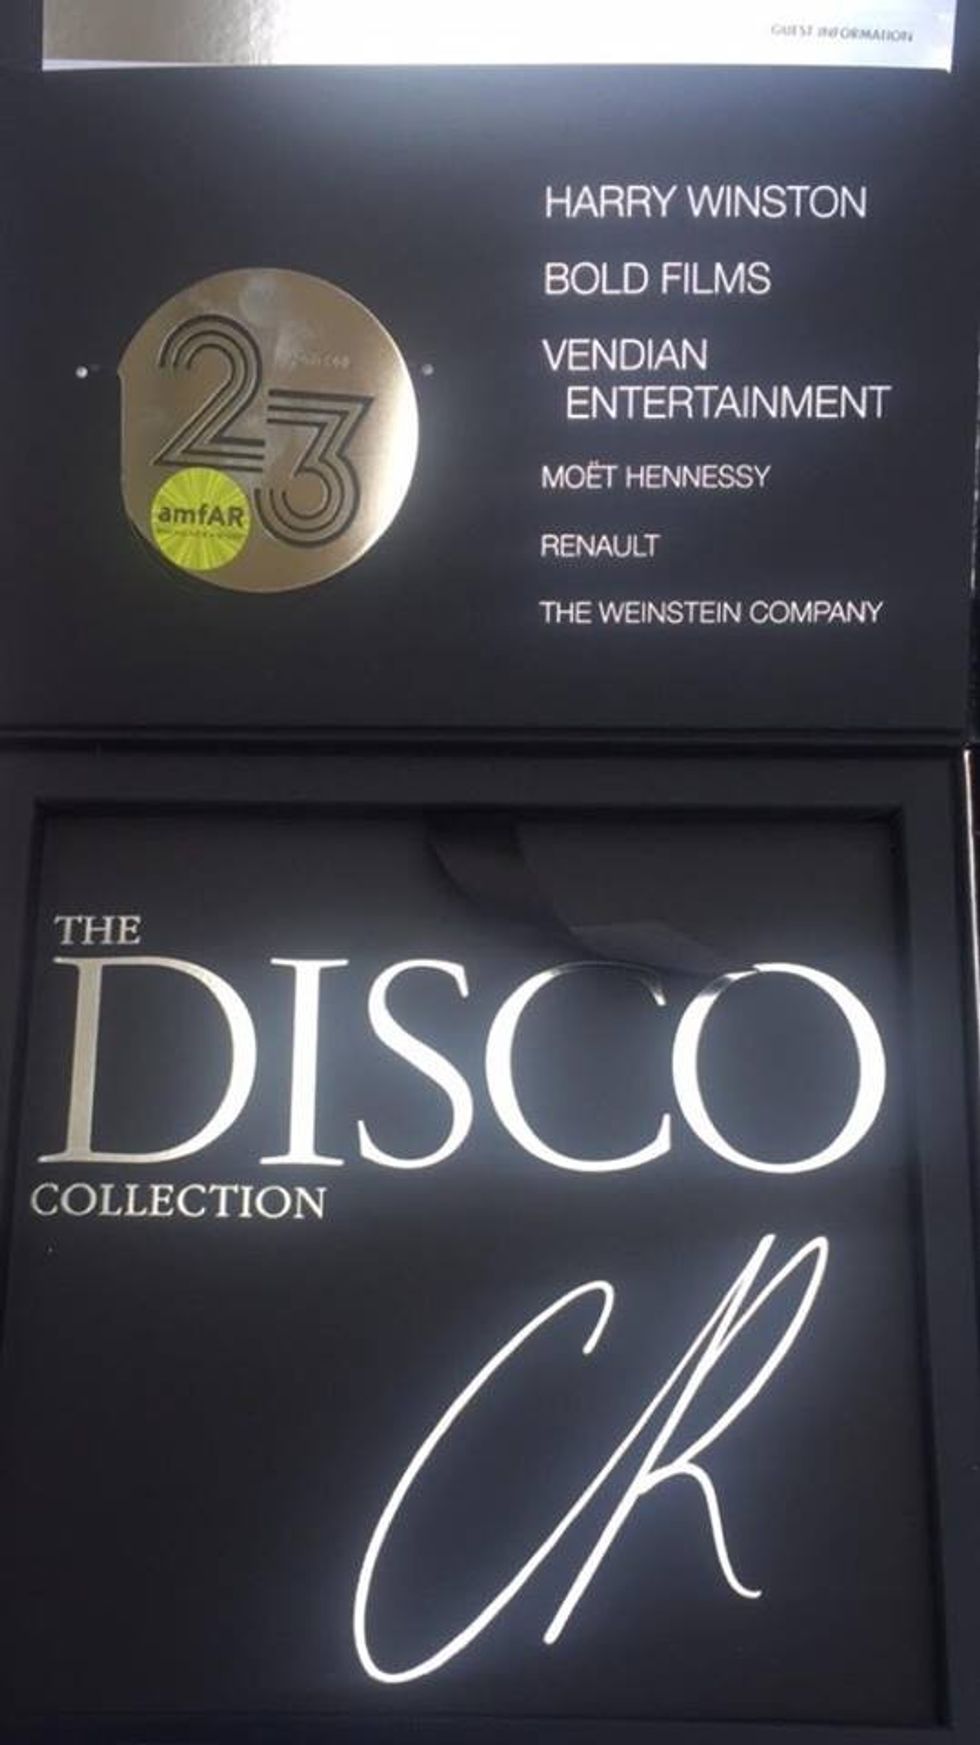 GUEST INFORMATION
HARRY WINSTON
BOLD FILMS
VENDIAN
ENTERTAINMENT
MOËT HENNESSY
RENAULT
THE WEINSTEIN COMPANY
23
amfAR
THE
DISCO
COLLECTION
CR